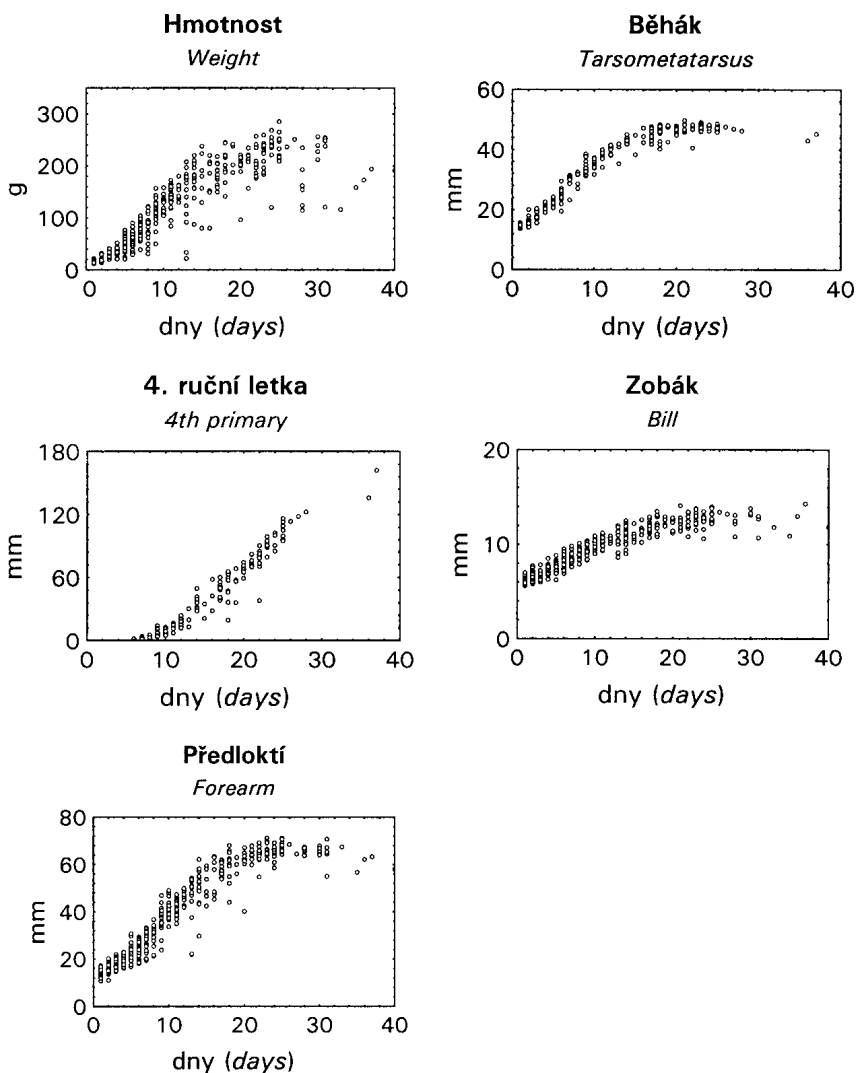 Hmotnost
Weight
300
200
100
0
g
0 10 20 30 40
dny (days)
Běhák
Tarsometatarsus
60
40
20
0
mm
0 10 20 30 40
dny (days)
4. ruční letka
4th primary
180
120
60
0
mm
0 10 20 30 40
dny (days)
Zobák
Bill
20
10
0
mm
0 10 20 30 40
dny (days)
Předloktí
Forearm
80
60
40
20
0
mm
0 10 20 30 40
dny (days)